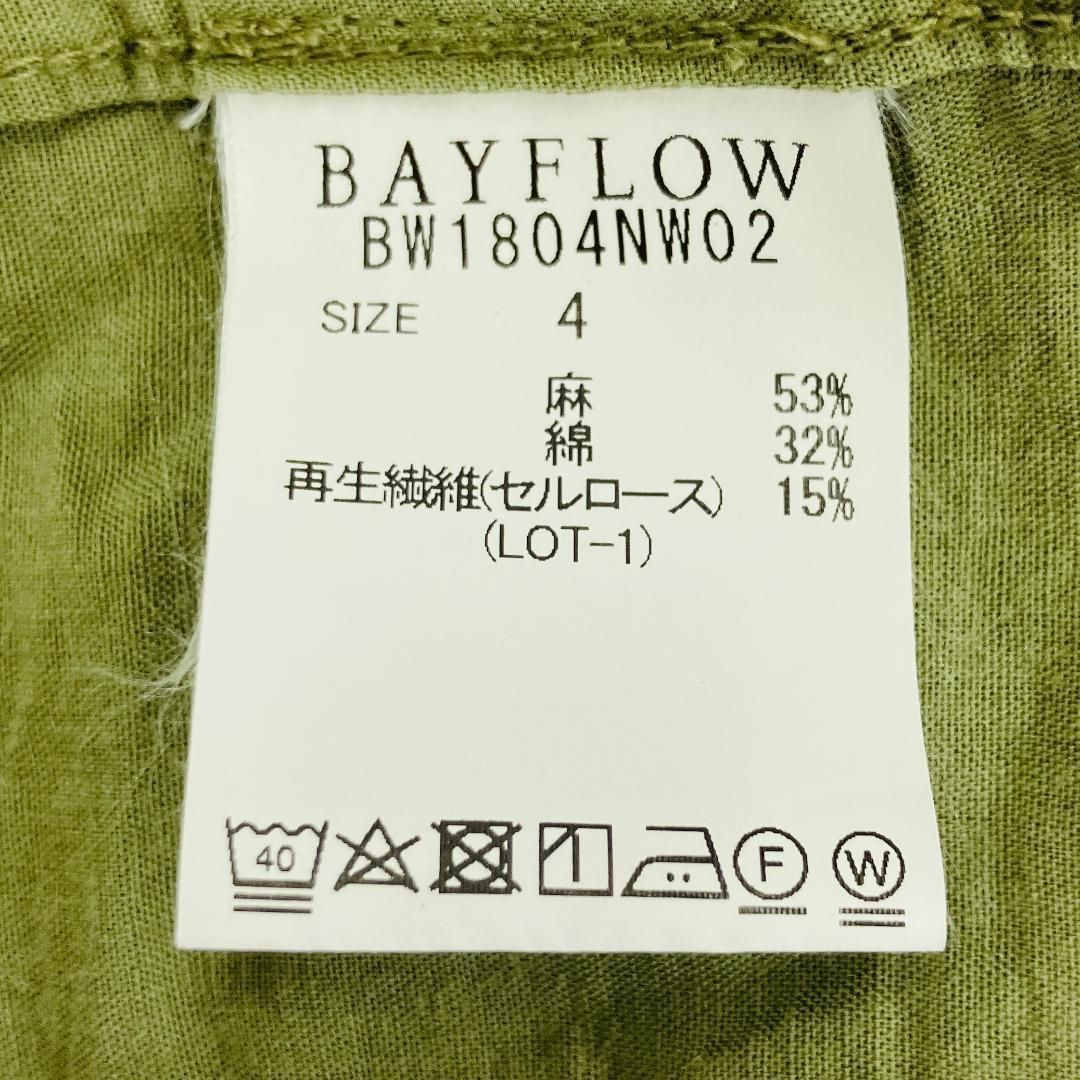 BAYFLOW
BW1804NW02
SIZE 4
麻 53%
綿 32%
再生繊維(セルロース) 15%
(LOT-1)
40 F W